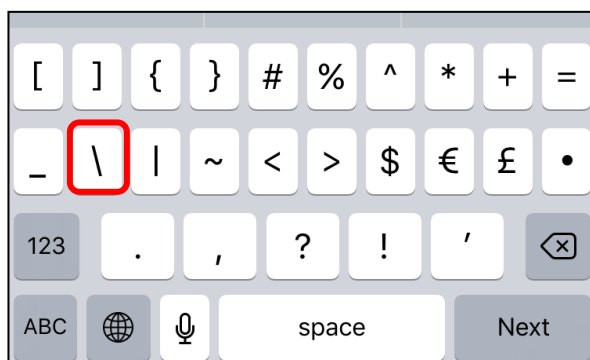 [ ] { } # % ^ * + =
_ \ | ~ < > $ € £ •
123 . , ? ! ′
ABC space Next